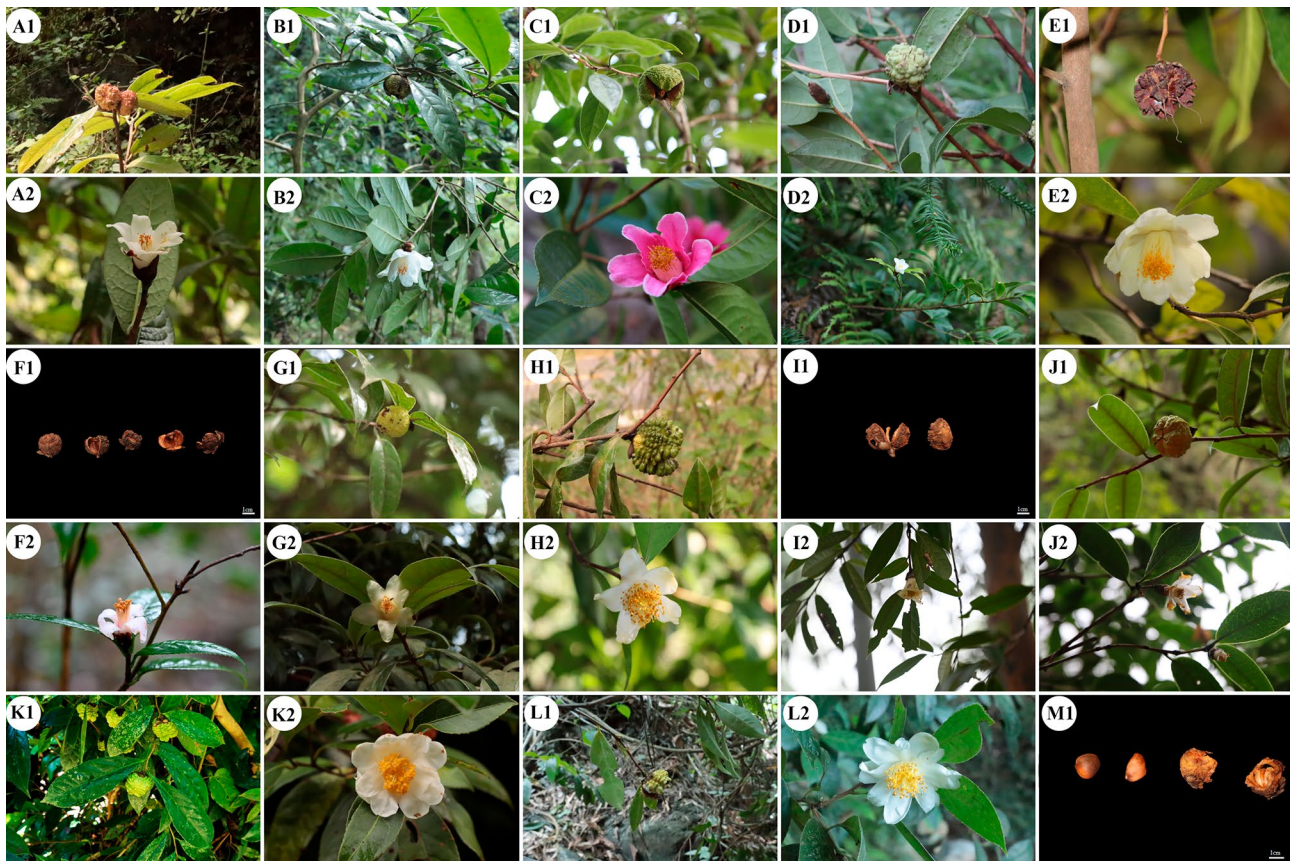 A1 B1 C1 D1 E1
A2 B2 C2 D2 E2
F1 G1 H1 I1 J1
1cm 1cm
F2 G2 H2 I2 J2
K1 K2 L1 L2 M1
1cm